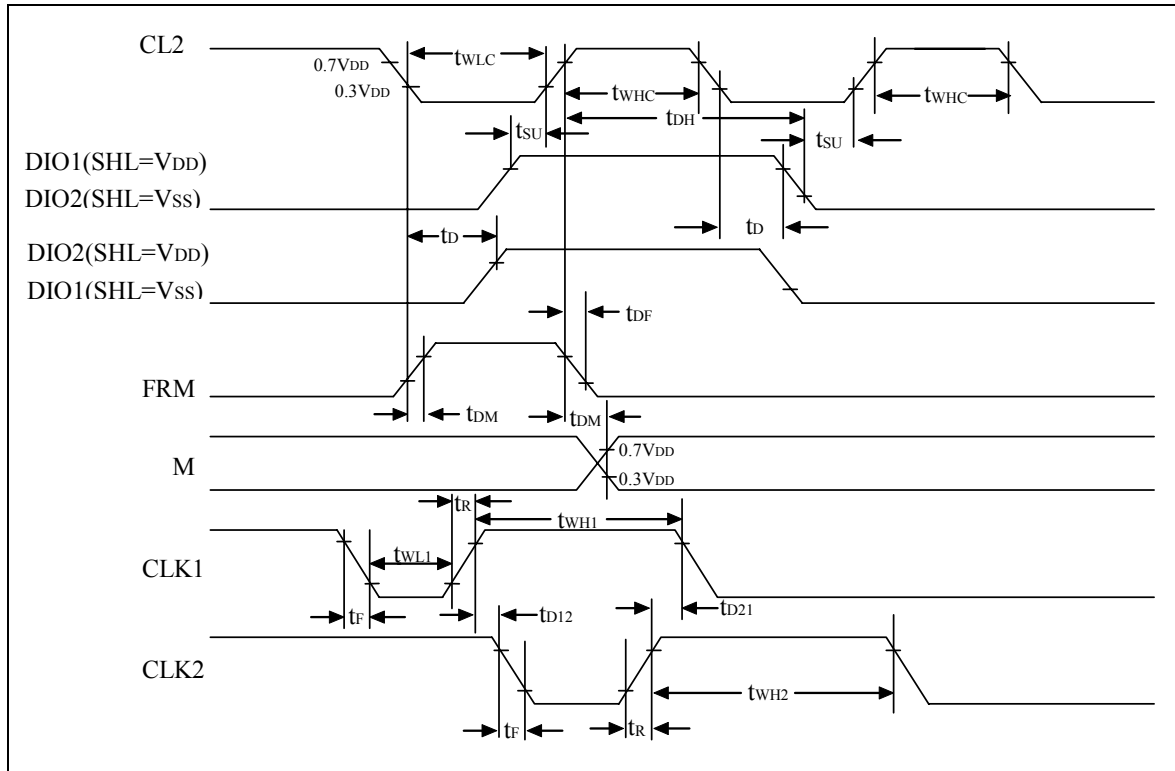 CL2
0.7VDD
0.3VDD
tWLC
tWHC
tWHC
tDH
tSU
tSU
DIO1(SHL=VDD)
DIO2(SHL=VSS)
tD
tD
DIO2(SHL=VDD)
DIO1(SHL=VSS)
tDF
FRM
tDM
tDM
M
0.7VDD
0.3VDD
tR
tWH1
CLK1
tWL1
tF
tD12
tD21
CLK2
tWH2
tF
tR